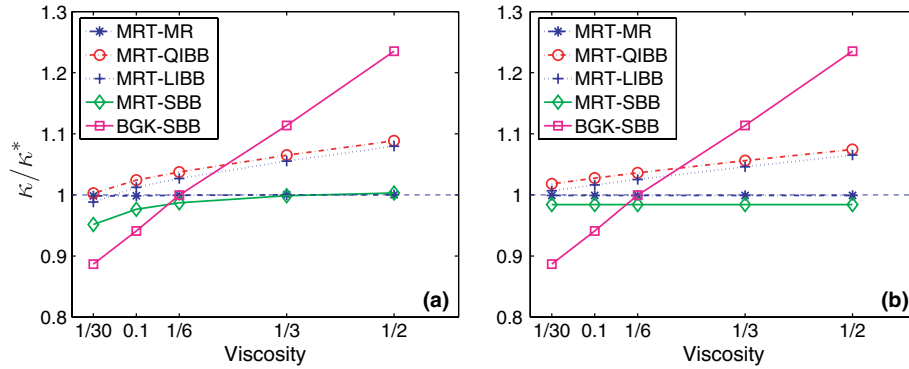 1.3
1.2
1.1
1
0.9
0.8
κ/κ*
MRT-MR
MRT-QIBB
MRT-LIBB
MRT-SBB
BGK-SBB
(a)
1/30 0.1 1/6 1/3 1/2
Viscosity
1.3
1.2
1.1
1
0.9
0.8
MRT-MR
MRT-QIBB
MRT-LIBB
MRT-SBB
BGK-SBB
(b)
1/30 0.1 1/6 1/3 1/2
Viscosity